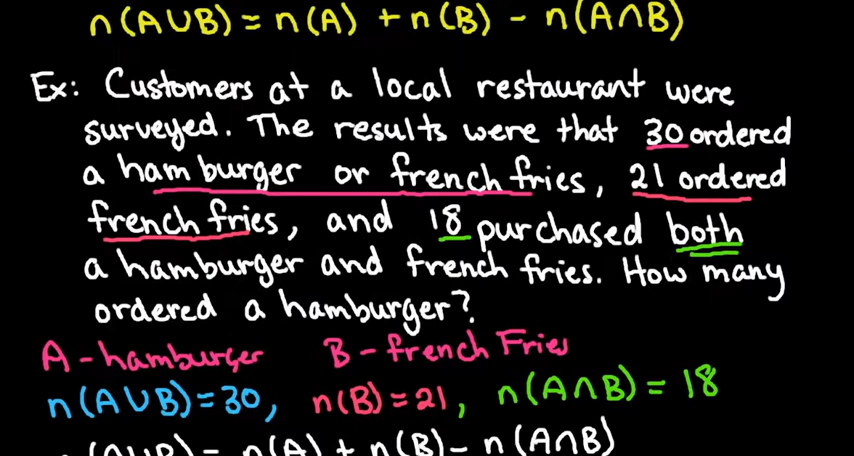 n(A∪B) = n(A) + n(B) - n(A∩B)
Ex: Customers at a local restaurant were
surveyed. The results were that 30 ordered
a hamburger or french fries, 21 ordered
french fries, and 18 purchased both
a hamburger and french fries. How many
ordered a hamburger?
A - hamburger B - french Fries
n(A∪B) = 30, n(B) = 21, n(A∩B) = 18
n(A∪B) = n(A) + n(B) - n(A∩B)